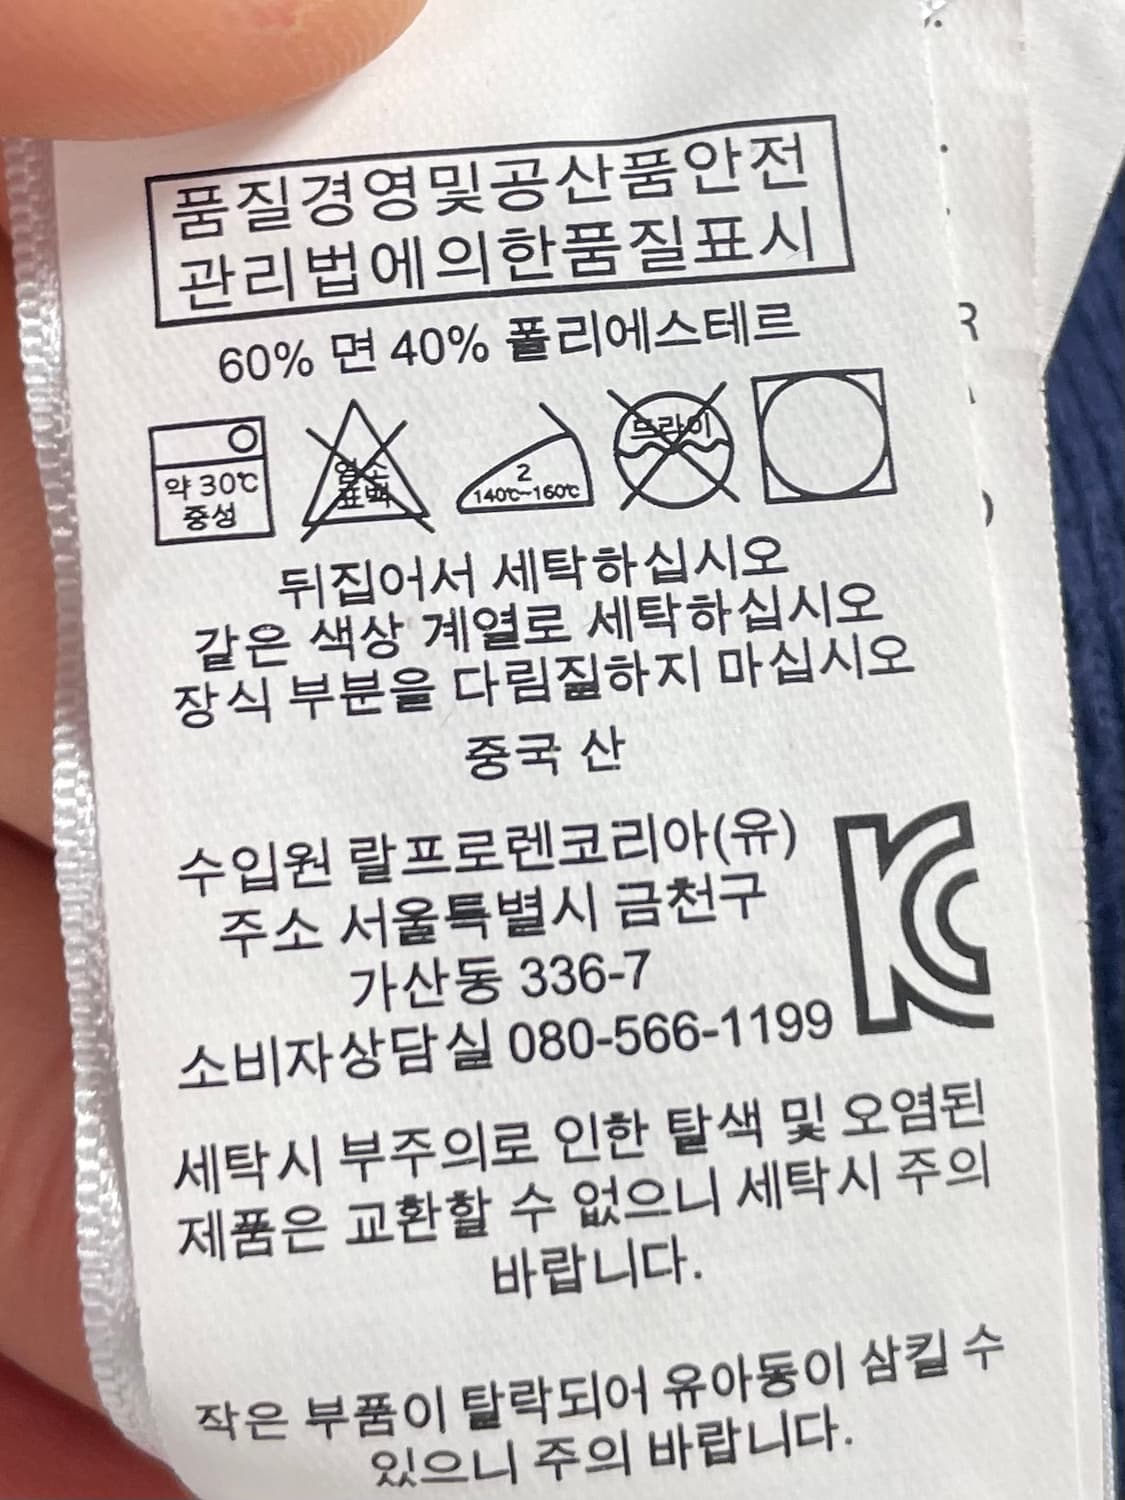 품질경영및공산품안전
관리법에의한품질표시
60% 면 40% 폴리에스테르
약 30℃
중성
염소
표백
2
140℃~160℃
드라이
뒤집어서 세탁하십시오
같은 색상 계열로 세탁하십시오
장식 부분을 다림질하지 마십시오
중국 산
수입원 랄프로렌코리아(유)
주소 서울특별시 금천구
가산동 336-7
소비자상담실 080-566-1199
KC
세탁시 부주의로 인한 탈색 및 오염된
제품은 교환할 수 없으니 세탁시 주의
바랍니다.
작은 부품이 탈락되어 유아동이 삼킬 수
있으니 주의 바랍니다.